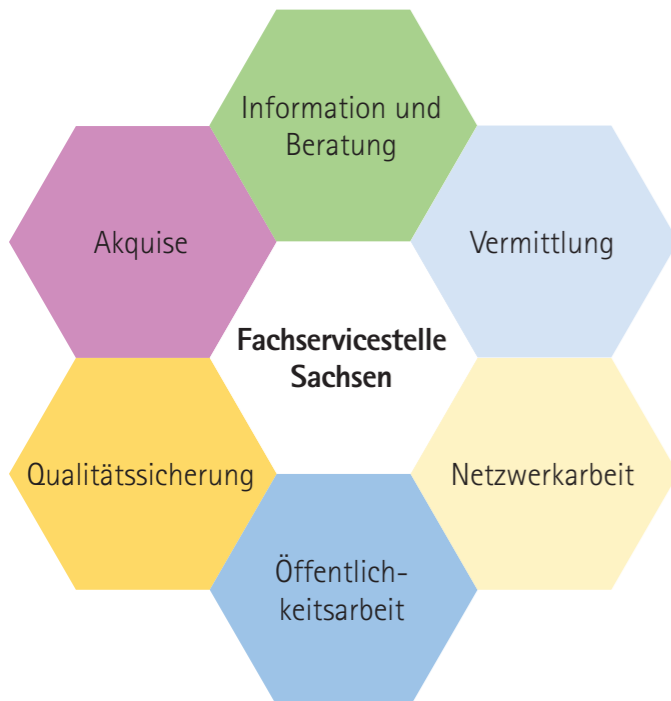 Information und
Beratung
Akquise
Vermittlung
Fachservicestelle
Sachsen
Qualitätssicherung
Netzwerkarbeit
Öffentlich-
keitsarbeit